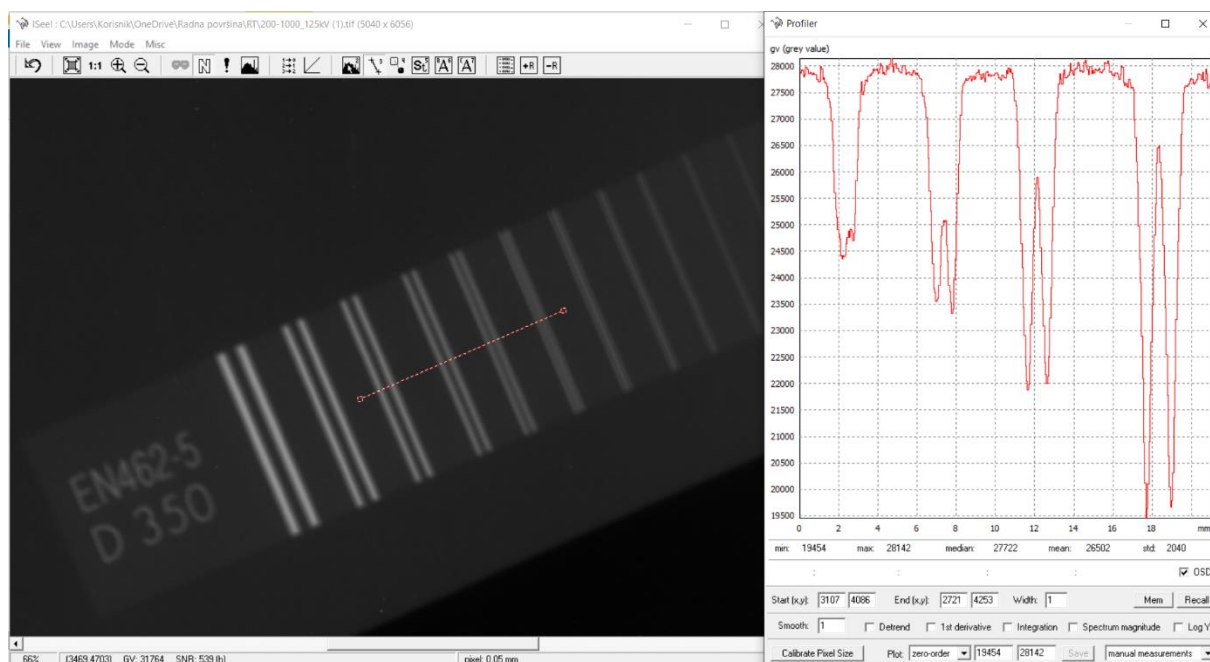 ISee! : C:\Users\Korisnik\OneDrive\Radna površina\RT\200-1000_125kV (1).tif (5040 x 6056)
File View Image Mode Misc
1:1 N ! St A A +R -R
EN462-5
D 350
66% (3469,4703) GV: 31764 SNR: 539 (lh) pixel: 0.05 mm
Profiler
gv (grey value)
28000
27500
27000
26500
26000
25500
25000
24500
24000
23500
23000
22500
22000
21500
21000
20500
20000
19500
0 2 4 6 8 10 12 14 16 18 mm
min: 19454 max: 28142 median: 27722 mean: 26502 std: 2040
: : : : OSD
Start (x,y): 3107 4086 End (x,y): 2721 4253 Width: 1 Mem Recall
Smooth: 1 Detrend 1st derivative Integration Spectrum magnitude Log Y
Calibrate Pixel Size Plot: zero-order 19454 28142 Save manual measurements